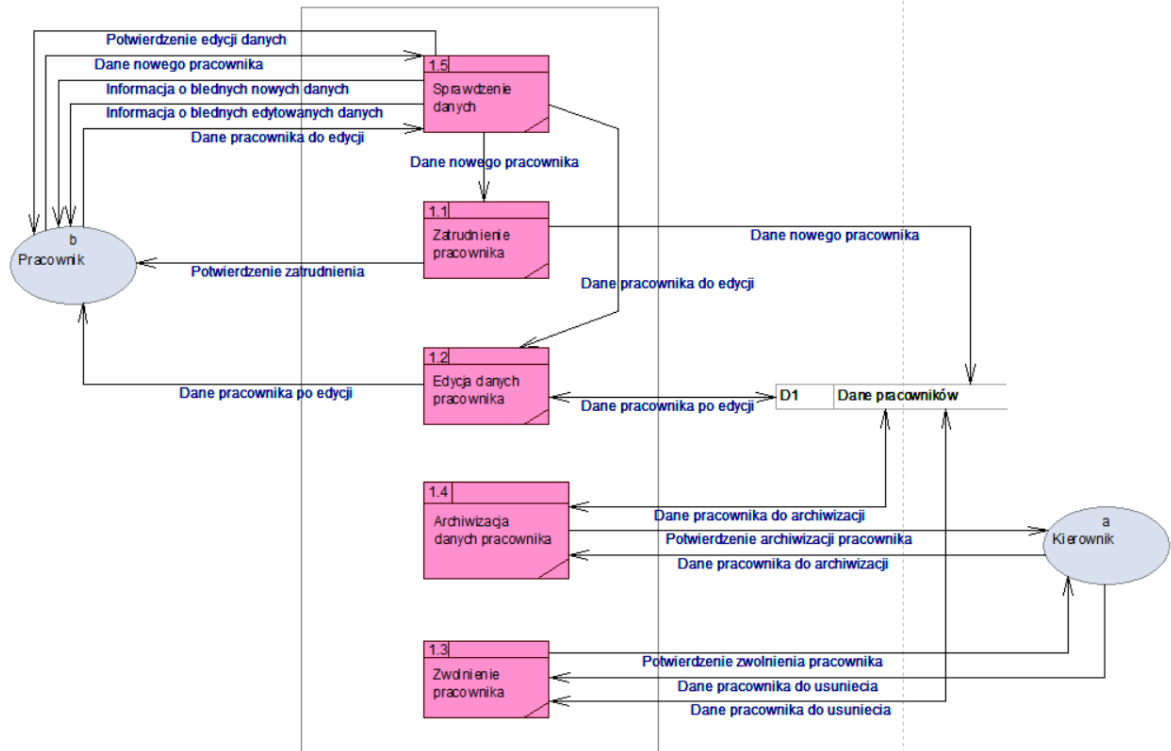 Potwierdzenie edycji danych
Dane nowego pracownika
Informacja o blednych nowych danych
Informacja o blednych edytowanych danych
Dane pracownika do edycji
1.5
Sprawdzenie
danych
Dane nowego pracownika
1.1
Zatrudnienie
pracownika
Dane nowego pracownika
b
Pracownik
Potwierdzenie zatrudnienia
Dane pracownika do edycji
1.2
Edycja danych
pracownika
Dane pracownika po edycji
Dane pracownika po edycji
D1
Dane pracowników
1.4
Archiwizacja
danych pracownika
Dane pracownika do archiwizacji
Potwierdzenie archiwizacji pracownika
Dane pracownika do archiwizacji
a
Kierownik
1.3
Zwolnienie
pracownika
Potwierdzenie zwolnienia pracownika
Dane pracownika do usuniecia
Dane pracownika do usuniecia